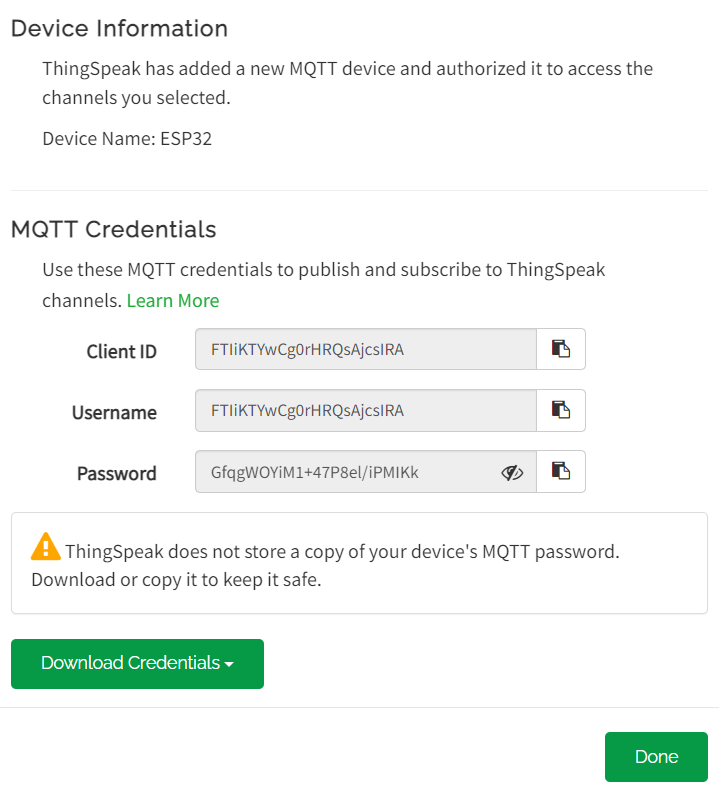 Device Information
ThingSpeak has added a new MQTT device and authorized it to access the
channels you selected.
Device Name: ESP32
MQTT Credentials
Use these MQTT credentials to publish and subscribe to ThingSpeak
channels. Learn More
Client ID FTIiKTYwCg0rHRQsAjcsIRA
Username FTIiKTYwCg0rHRQsAjcsIRA
Password GfqgWOYiM1+47P8el/iPMIKk
ThingSpeak does not store a copy of your device's MQTT password.
Download or copy it to keep it safe.
Download Credentials
Done